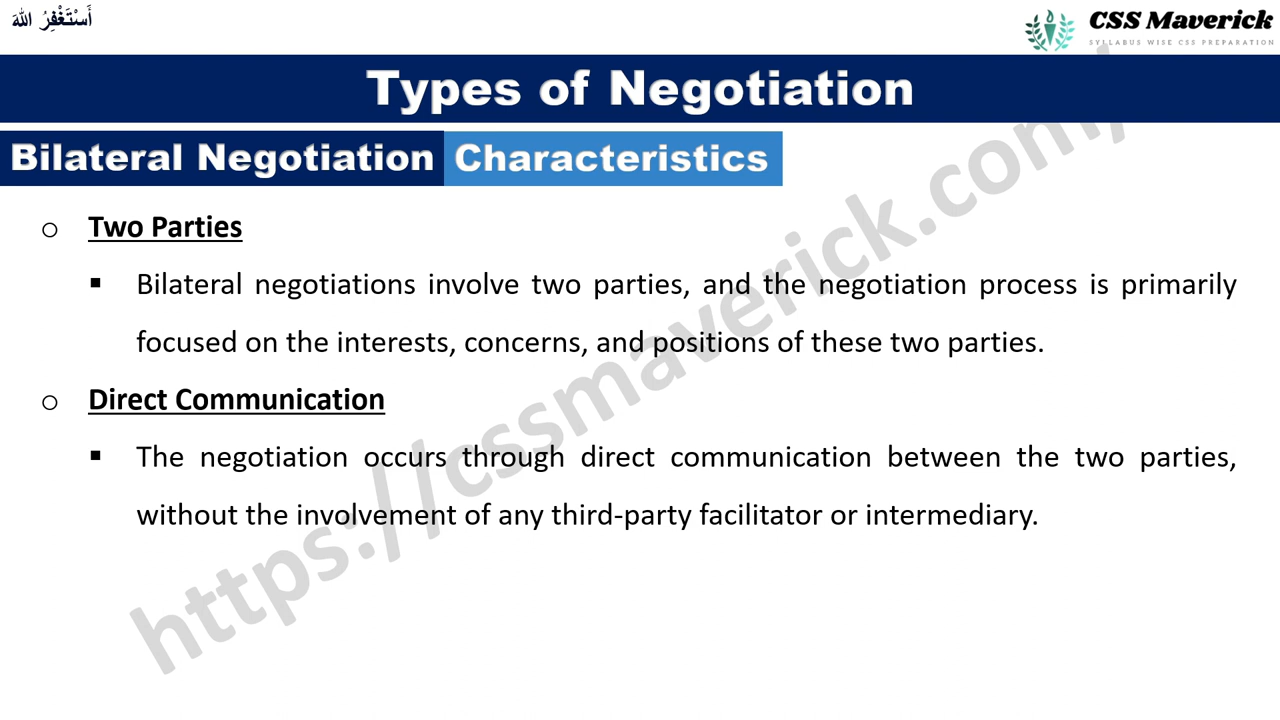 أَسْتَغْفِرُ اللهَ
CSS Maverick
SYLLABUS WISE CSS PREPARATION
Types of Negotiation
Bilateral Negotiation Characteristics
o Two Parties
▪ Bilateral negotiations involve two parties, and the negotiation process is primarily
focused on the interests, concerns, and positions of these two parties.
o Direct Communication
▪ The negotiation occurs through direct communication between the two parties,
without the involvement of any third-party facilitator or intermediary.
https://cssmaverick.com/